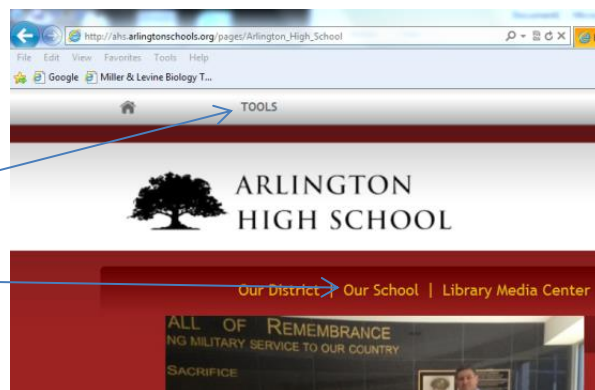 http://ahs.arlingtonschools.org/pages/Arlington_High_School
File Edit View Favorites Tools Help
Google Miller & Levine Biology T...
TOOLS
ARLINGTON
HIGH SCHOOL
Our District | Our School | Library Media Center
ALL OF REMEMBRANCE
NG MILITARY SERVICE TO OUR COUNTRY
SACRIFICE